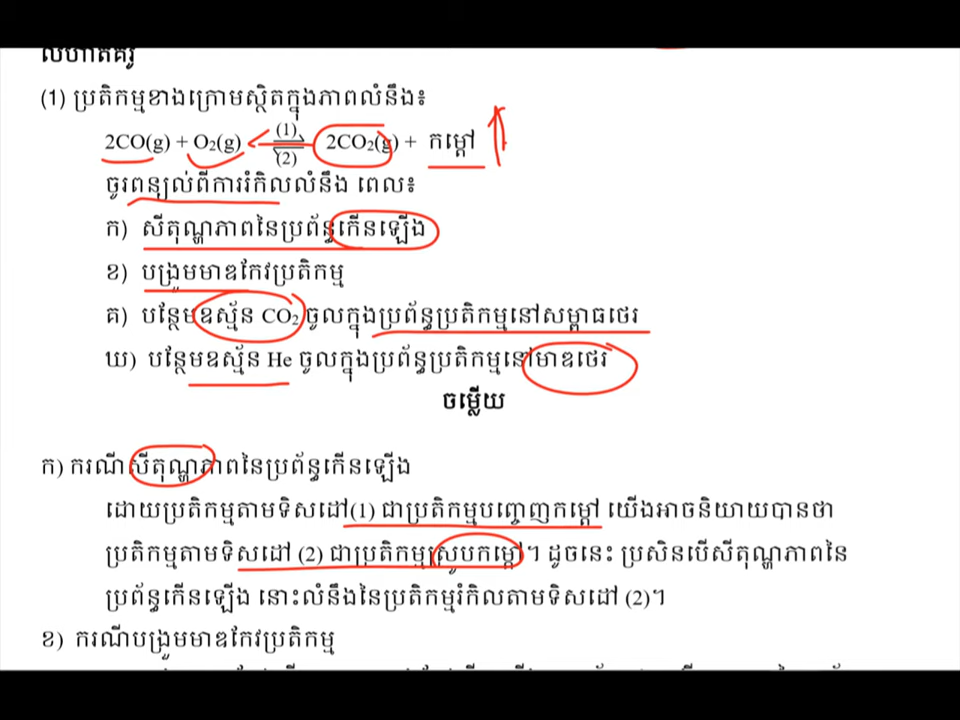 លំហាត់គំរូ
(1) ប្រតិកម្មខាងក្រោមស្ថិតក្នុងភាពលំនឹង៖
2CO(g) + O₂(g) (1) (2) 2CO₂(g) + កម្ដៅ
ចូរពន្យល់ពីការរំកិលលំនឹង ពេល៖
ក) សីតុណ្ហភាពនៃប្រព័ន្ធកើនឡើង
ខ) បង្រួមមាឌកែវប្រតិកម្ម
គ) បន្ថែមឧស្ម័ន CO₂ ចូលក្នុងប្រព័ន្ធប្រតិកម្មនៅសម្ពាធថេរ
ឃ) បន្ថែមឧស្ម័ន He ចូលក្នុងប្រព័ន្ធប្រតិកម្មនៅមាឌថេរ
ចម្លើយ
ក) ករណីសីតុណ្ហភាពនៃប្រព័ន្ធកើនឡើង
ដោយប្រតិកម្មតាមទិសដៅ(1) ជាប្រតិកម្មបញ្ចេញកម្ដៅ យើងអាចនិយាយបានថា
ប្រតិកម្មតាមទិសដៅ (2) ជាប្រតិកម្មស្រូបកម្ដៅ។ ដូចនេះ ប្រសិនបើសីតុណ្ហភាពនៃ
ប្រព័ន្ធកើនឡើង នោះលំនឹងនៃប្រតិកម្មរំកិលតាមទិសដៅ (2)។
ខ) ករណីបង្រួមមាឌកែវប្រតិកម្ម